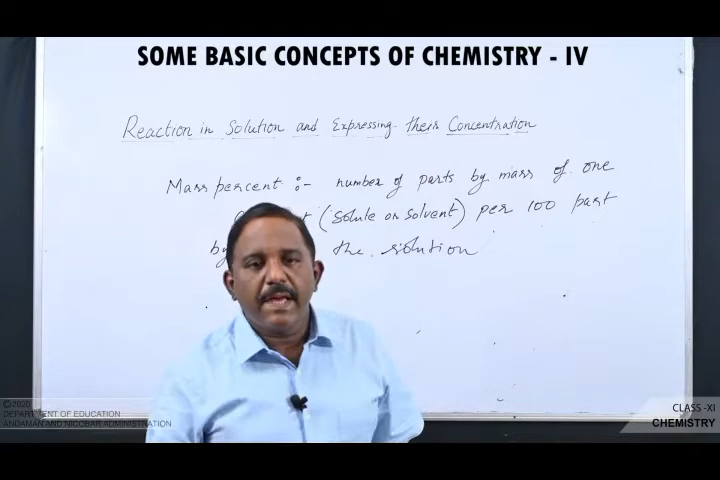 SOME BASIC CONCEPTS OF CHEMISTRY - IV
Reaction in Solution and Expressing their Concentration
Mass percent :- number of parts by mass of one
(solute or solvent) per 100 part
by the solution
©2020
DEPARTMENT OF EDUCATION
ANDAMAN AND NICOBAR ADMINISTRATION
CLASS -XI
CHEMISTRY